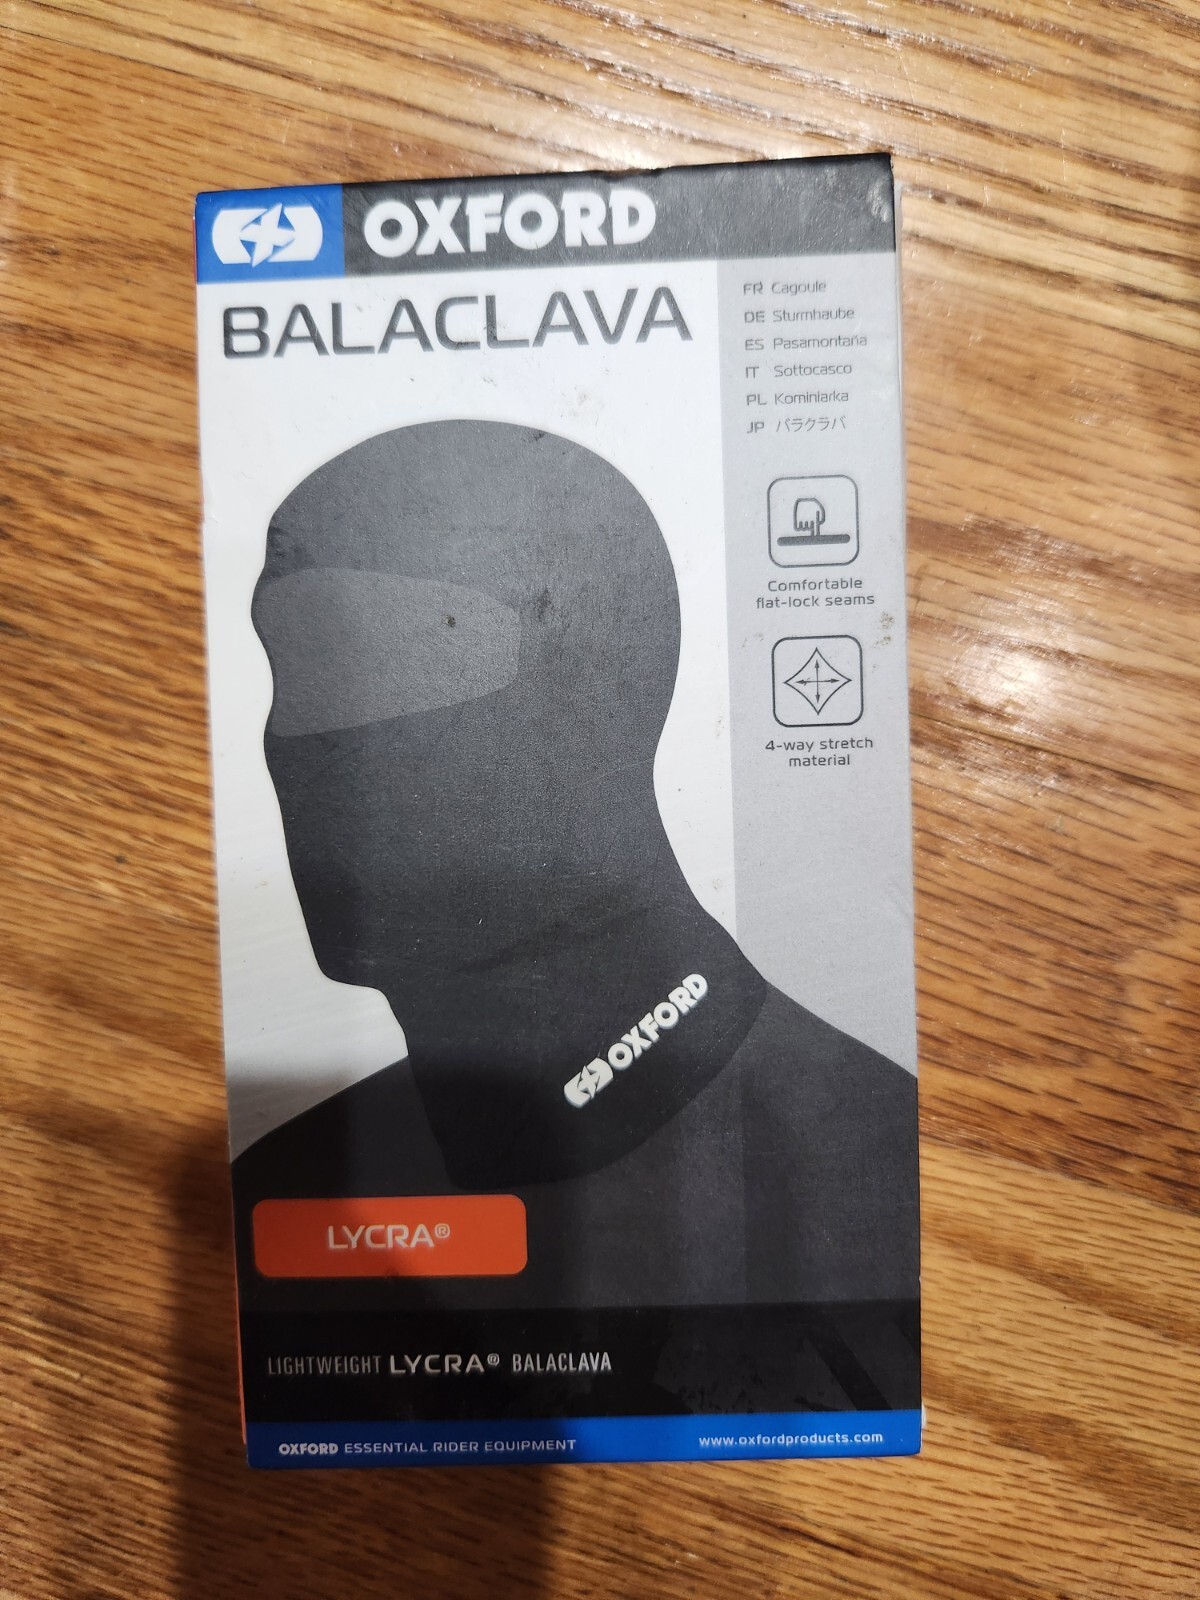 OXFORD
BALACLAVA
FR Cagoule
DE Sturmhaube
ES Pasamontaña
IT Sottocasco
PL Kominiarka
JP バラクラバ
Comfortable
flat-lock seams
4-way stretch
material
OXFORD
LYCRA®
LIGHTWEIGHT LYCRA® BALACLAVA
OXFORD ESSENTIAL RIDER EQUIPMENT
www.oxfordproducts.com